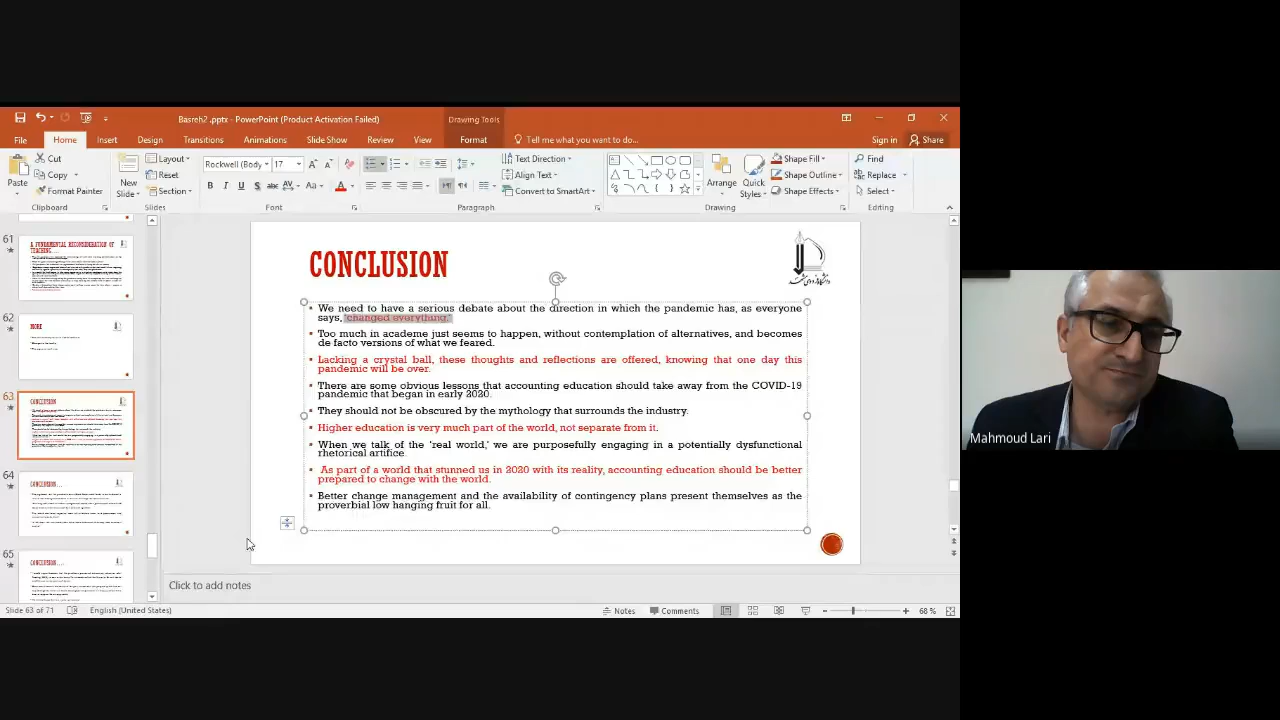 Basreh2 .pptx - PowerPoint (Product Activation Failed)
Drawing Tools
File Home Insert Design Transitions Animations Slide Show Review View Format Tell me what you want to do... Sign in Share
Paste
Cut
Copy
Format Painter
Clipboard
New Slide
Layout
Reset
Section
Slides
Rockwell (Body 17
Font
Text Direction
Align Text
Convert to SmartArt
Paragraph
Arrange
Quick Styles
Shape Fill
Shape Outline
Shape Effects
Drawing
Find
Replace
Select
Editing
61
A FUNDAMENTAL RECONSIDERATION OF
TEACHING...
62
MORE
63
CONCLUSION
64
CONCLUSION...
65
CONCLUSION...
CONCLUSION
We need to have a serious debate about the direction in which the pandemic has, as everyone
says, "changed everything."
Too much in academe just seems to happen, without contemplation of alternatives, and becomes
de facto versions of what we feared.
Lacking a crystal ball, these thoughts and reflections are offered, knowing that one day this
pandemic will be over.
There are some obvious lessons that accounting education should take away from the COVID-19
pandemic that began in early 2020.
They should not be obscured by the mythology that surrounds the industry.
Higher education is very much part of the world, not separate from it.
When we talk of the 'real world,' we are purposefully engaging in a potentially dysfunctional
rhetorical artifice.
As part of a world that stunned us in 2020 with its reality, accounting education should be better
prepared to change with the world.
Better change management and the availability of contingency plans present themselves as the
proverbial low hanging fruit for all.
Click to add notes
Slide 63 of 71 English (United States) Notes Comments 68 %
Mahmoud Lari